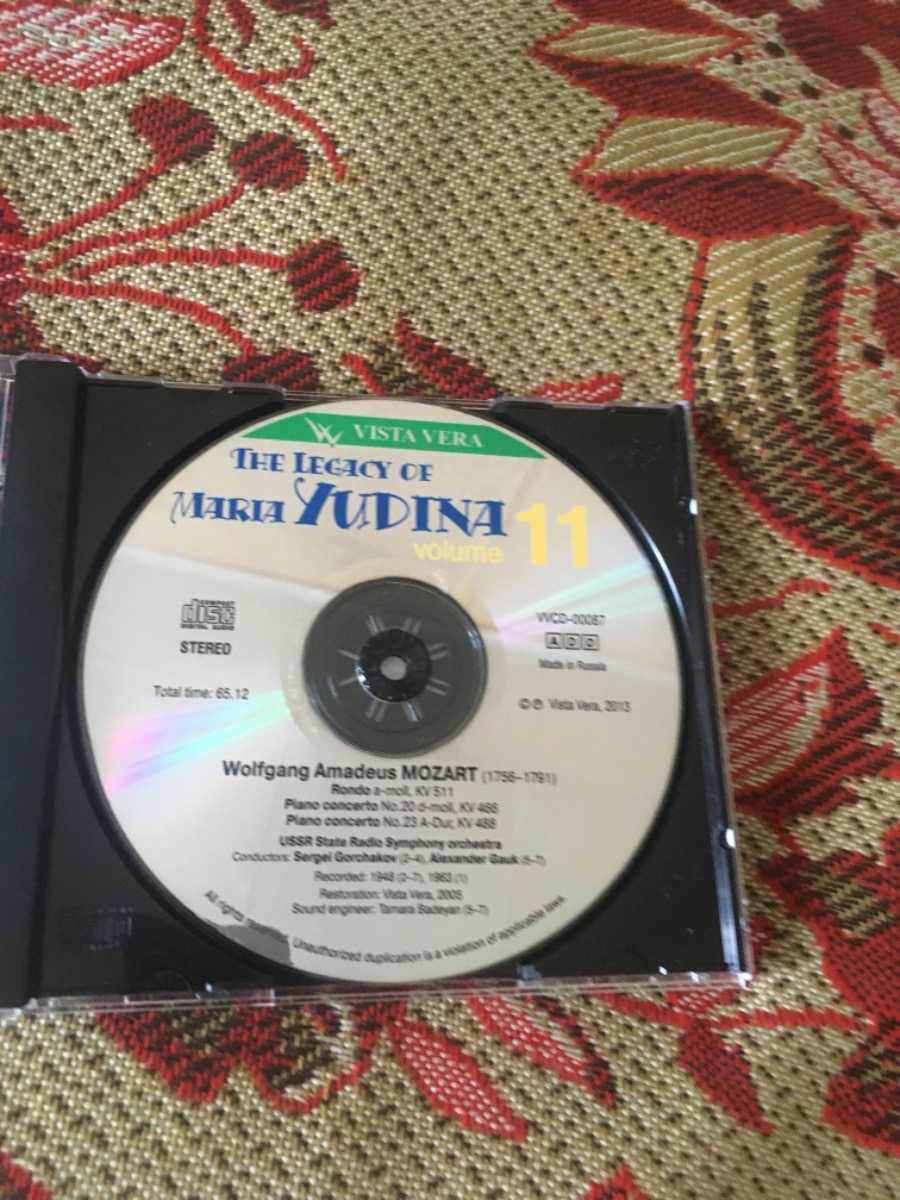 VISTA VERA
THE LEGACY OF
MARIA YUDINA
volume 11
COMPACT
disc
DIGITAL AUDIO
STEREO
VVCD-00087
ADD
Made in Russia
Total time: 65.12
© ℗ Vista Vera, 2013
Wolfgang Amadeus MOZART (1756–1791)
Rondo a-moll, KV 511
Piano concerto No.20 d-moll, KV 466
Piano concerto No.23 A-Dur, KV 488
USSR State Radio Symphony orchestra
Conductors: Sergei Gorchakov (2–4), Alexander Gauk (5–7)
Recorded: 1948 (2–7), 1963 (1)
Restoration: Vista Vera, 2005
Sound engineer: Tamara Badeyan (5–7)
All rights reserved. Unauthorized duplication is a violation of applicable laws.